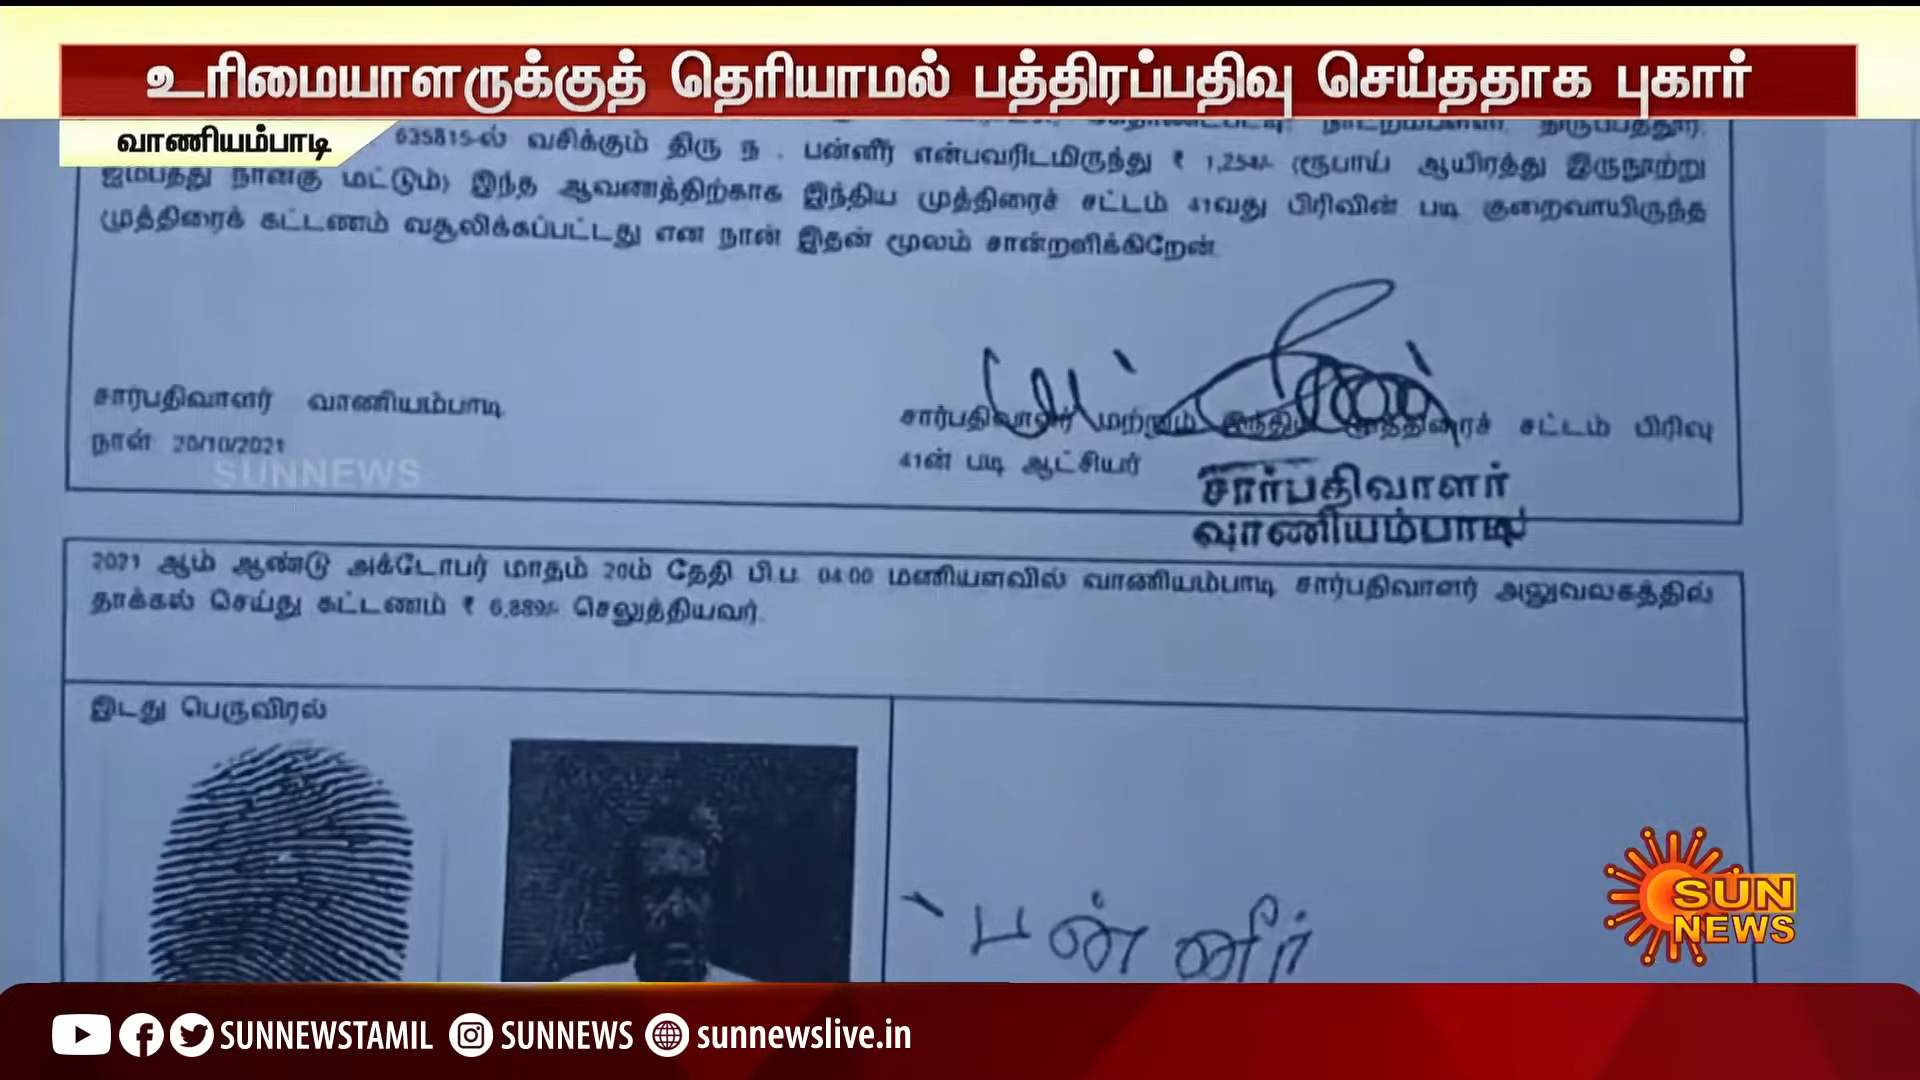 உரிமையாளருக்குத் தெரியாமல் பத்திரப்பதிவு செய்ததாக புகார்
வாணியம்பாடி
635815-ல் வசிக்கும் திரு ந . பன்னீர் என்பவரிடமிருந்து ₹ 1,254/- (ரூபாய் ஆயிரத்து இருநூற்று
ஐம்பத்து நான்கு மட்டும்) இந்த ஆவணத்திற்காக இந்திய முத்திரைச் சட்டம் 41வது பிரிவின் படி குறைவாயிருந்த
முத்திரைக் கட்டணம் வசூலிக்கப்பட்டது என நான் இதன் மூலம் சான்றளிக்கிறேன்.
சார்பதிவாளர் வாணியம்பாடி
நாள் 20/10/2021
SUNNEWS
சார்பதிவாளர் மற்றும் இந்திய முத்திரைச் சட்டம் பிரிவு
41ன் படி ஆட்சியர்
சார்பதிவாளர்
வாணியம்பாடி
2021 ஆம் ஆண்டு அக்டோபர் மாதம் 20ம் தேதி பி.ப. 04:00 மணியளவில் வாணியம்பாடி சார்பதிவாளர் அலுவலகத்தில்
தாக்கல் செய்து கட்டணம் ₹ 6,889/- செலுத்தியவர்.
இடது பெருவிரல்
பன்னீர்
SUN
NEWS
SUNNEWSTAMIL SUNNEWS sunnewslive.in